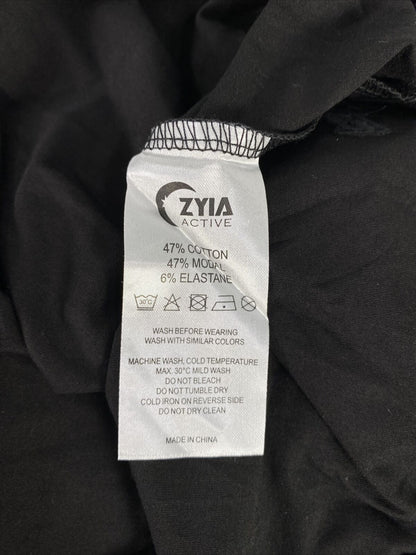 ZYIA
ACTIVE
47% COTTON
47% MODAL
6% ELASTANE
30°C
WASH BEFORE WEARING
WASH WITH SIMILAR COLORS
MACHINE WASH, COLD TEMPERATURE
MAX. 30°C MILD WASH
DO NOT BLEACH
DO NOT TUMBLE DRY
COLD IRON ON REVERSE SIDE
DO NOT DRY CLEAN
MADE IN CHINA